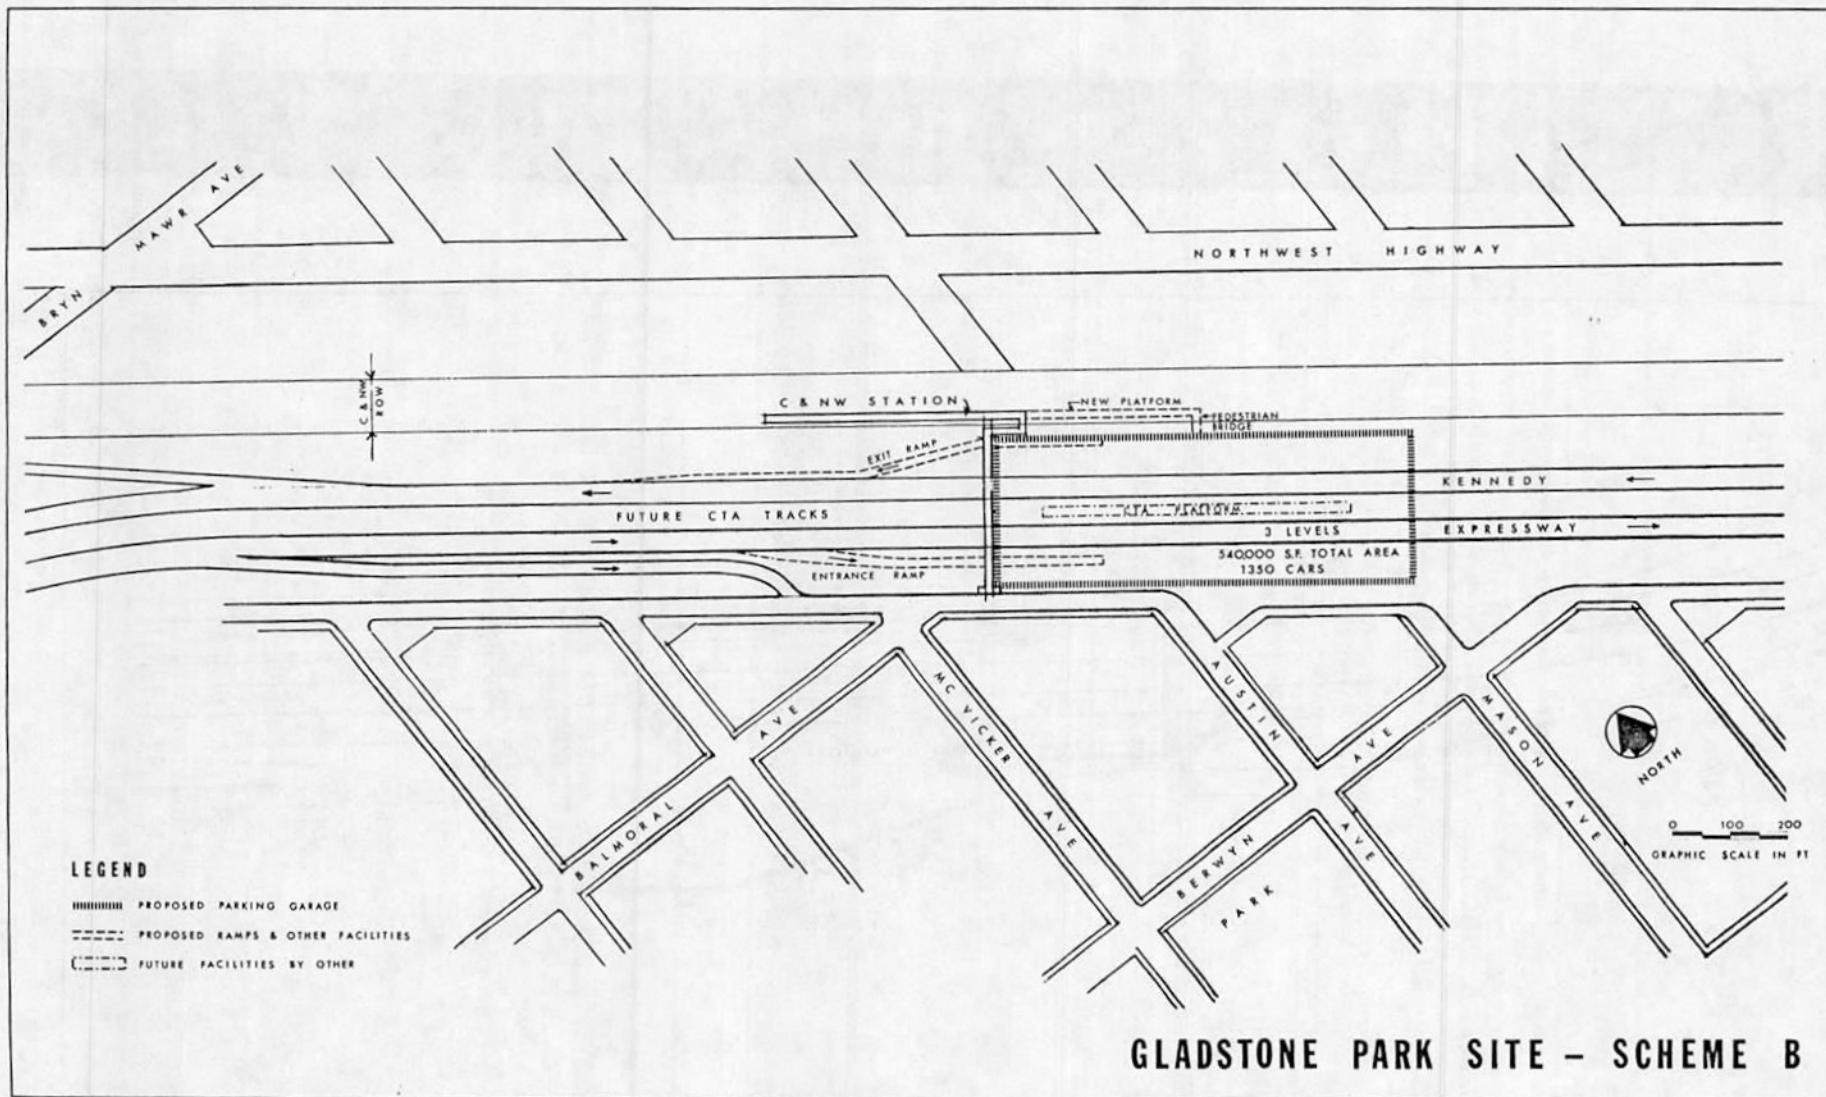 BRYN MAWR AVE
NORTHWEST HIGHWAY
C & NW
ROW
C & NW STATION
NEW PLATFORM
PEDESTRIAN
BRIDGE
EXIT RAMP
KENNEDY
FUTURE CTA TRACKS
CTA PLATFORM
3 LEVELS
EXPRESSWAY
540,000 S.F. TOTAL AREA
1350 CARS
ENTRANCE RAMP
BALMORAL AVE
MC VICKER AVE
AUSTIN AVE
BERWYN AVE
PARK
MASON AVE
NORTH
0 100 200
GRAPHIC SCALE IN FT
LEGEND
PROPOSED PARKING GARAGE
PROPOSED RAMPS & OTHER FACILITIES
FUTURE FACILITIES BY OTHER
GLADSTONE PARK SITE – SCHEME B